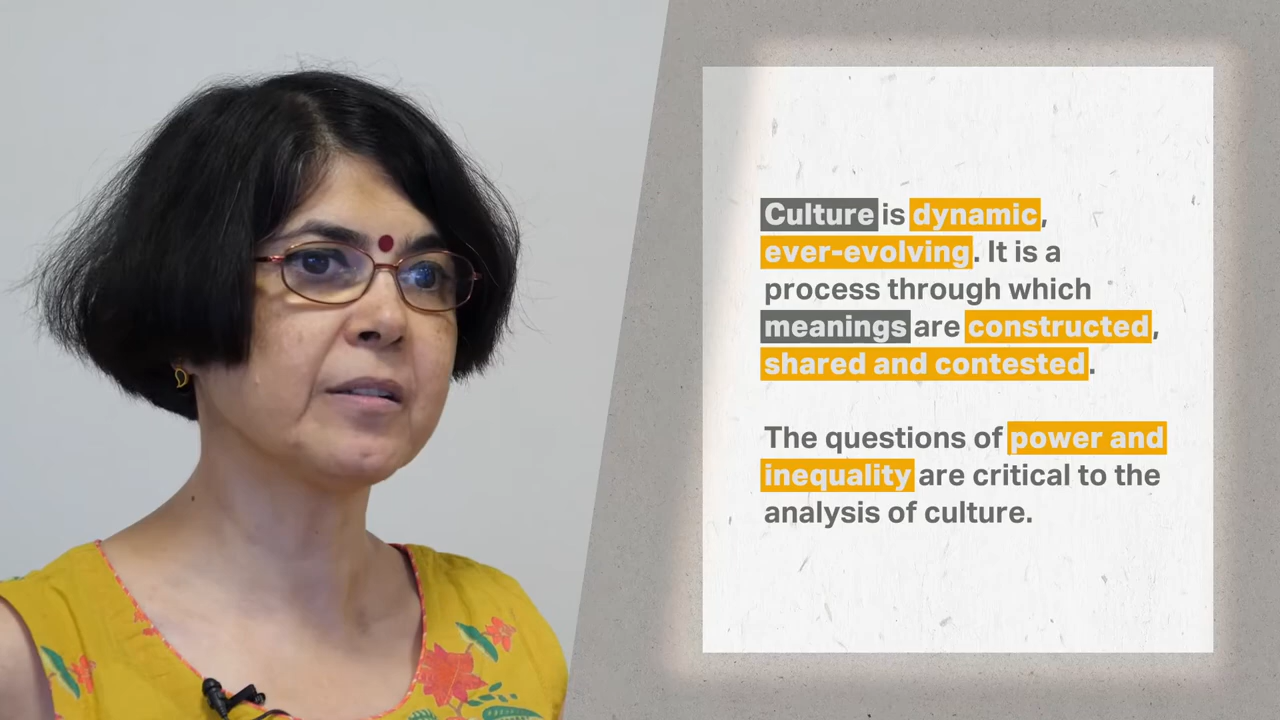 Culture is dynamic,
ever-evolving. It is a
process through which
meanings are constructed,
shared and contested.
The questions of power and
inequality are critical to the
analysis of culture.